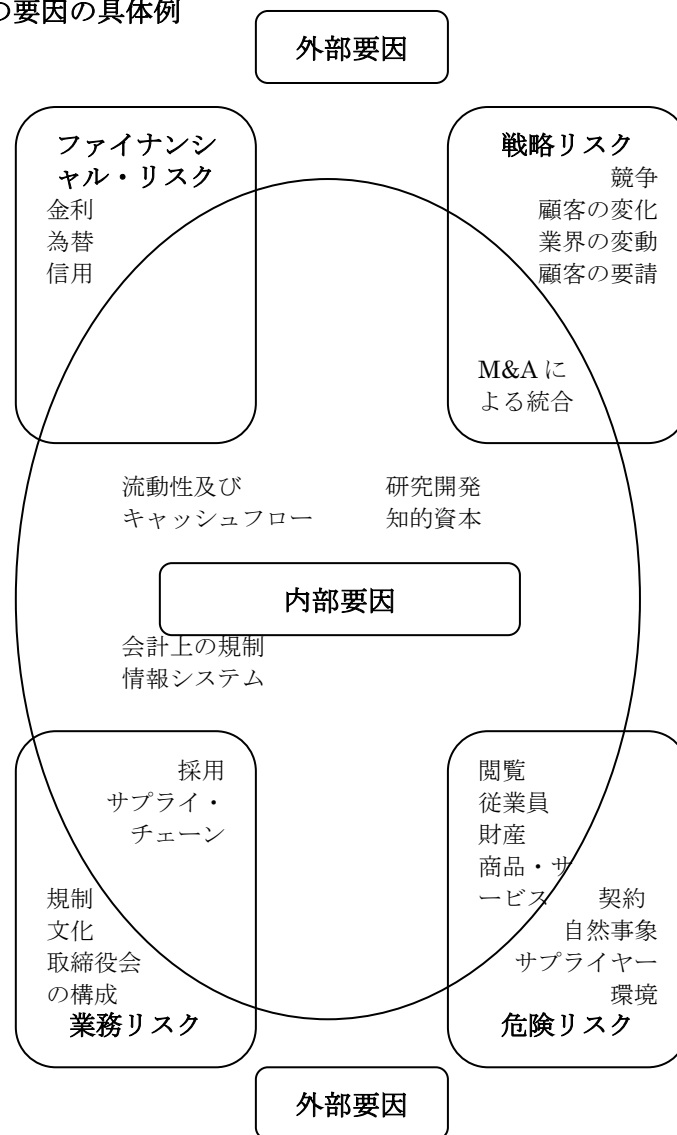 の要因の具体例
外部要因
ファイナンシ
ャル・リスク
金利
為替
信用
戦略リスク
競争
顧客の変化
業界の変動
顧客の要請
M&A に
よる統合
流動性及び
キャッシュフロー
研究開発
知的資本
内部要因
会計上の規制
情報システム
採用
サプライ・
チェーン
規制
文化
取締役会
の構成
業務リスク
閲覧
従業員
財産
商品・サ
ービス
契約
自然事象
サプライヤー
環境
危険リスク
外部要因